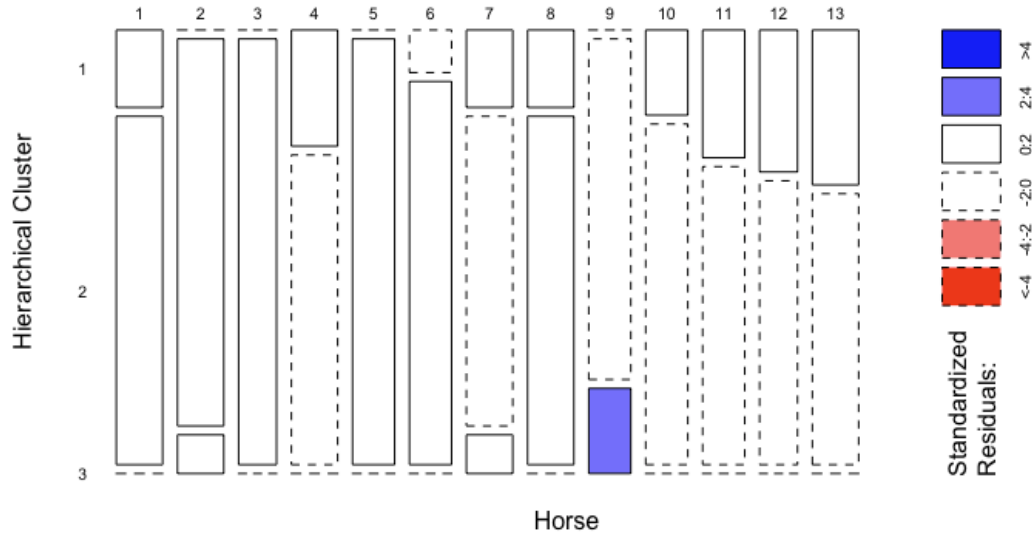 1 2 3 4 5 6 7 8 9 10 11 12 13
Hierarchical Cluster
1
2
3
Horse
Standardized
Residuals:
<-4
-4:-2
-2:0
0:2
2:4
>4